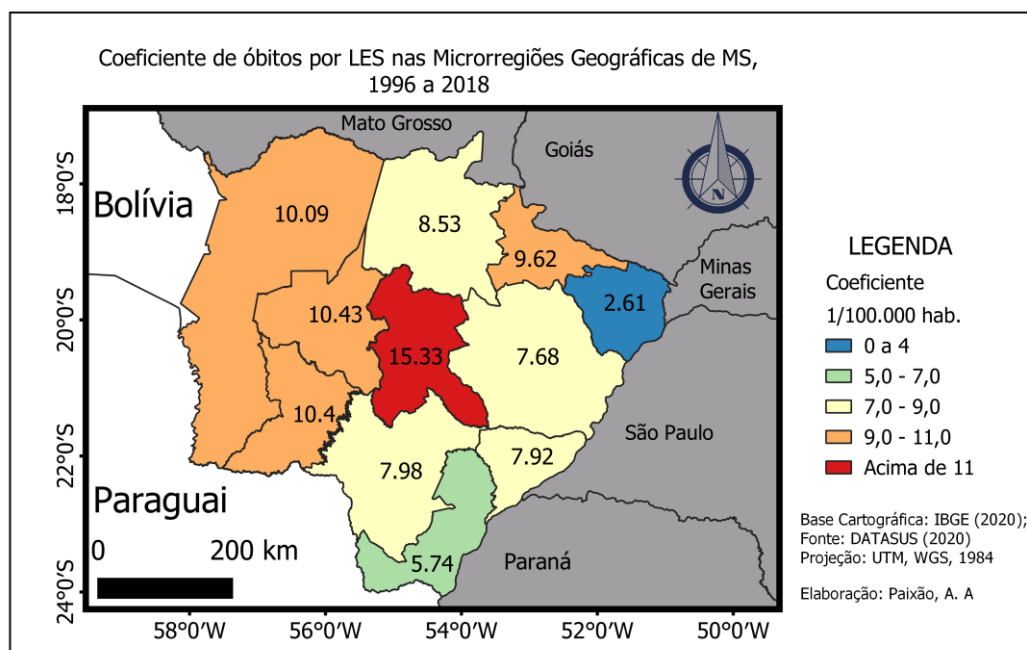 Coeficiente de óbitos por LES nas Microrregiões Geográficas de MS,
1996 a 2018
Mato Grosso
Goiás
18°0'S
Bolívia
N
10.09
8.53
9.62
Minas
Gerais
2.61
20°0'S
10.43
15.33
7.68
10.4
São Paulo
22°0'S
7.98
7.92
Paraguai
0 200 km
5.74
Paraná
24°0'S
58°0'W 56°0'W 54°0'W 52°0'W 50°0'W
LEGENDA
Coeficiente
1/100.000 hab.
0 a 4
5,0 - 7,0
7,0 - 9,0
9,0 - 11,0
Acima de 11
Base Cartográfica: IBGE (2020);
Fonte: DATASUS (2020)
Projeção: UTM, WGS, 1984
Elaboração: Paixão, A. A